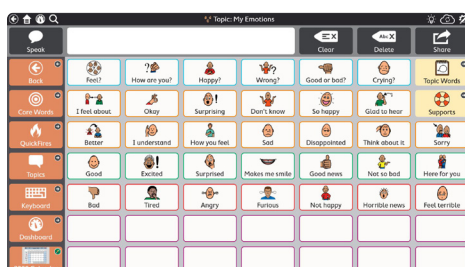 Topic: My Emotions
Speak
Clear
Abc X
Delete
Share
Back
Feel?
How are you?
Happy?
Wrong?
Good or bad?
Crying?
Topic Words
Core Words
I feel about
Okay
Surprising
Don't know
So happy
Glad to hear
Supports
QuickFires
Better
I understand
How you feel
Sad
Disappointed
Think about it
Sorry
Topics
Good
Excited
Surprised
Makes me smile
Good news
Not so bad
Here for you
Keyboard
Bad
Tired
Angry
Furious
Not happy
Horrible news
Feel terrible
Dashboard